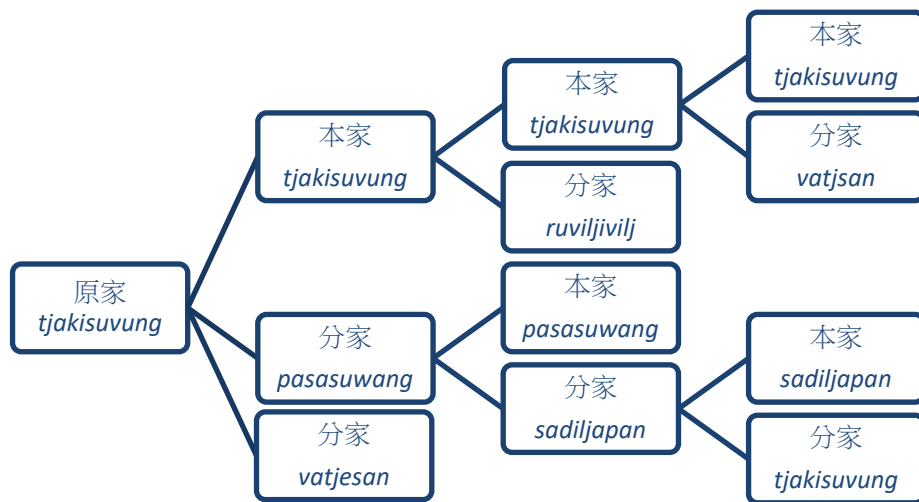 原家
tjakisuvung
本家
tjakisuvung
分家
pasasuwang
分家
vatjesan
本家
tjakisuvung
分家
ruviljivilj
本家
pasasuwang
分家
sadiljapan
本家
tjakisuvung
分家
vatjsan
本家
sadiljapan
分家
tjakisuvung